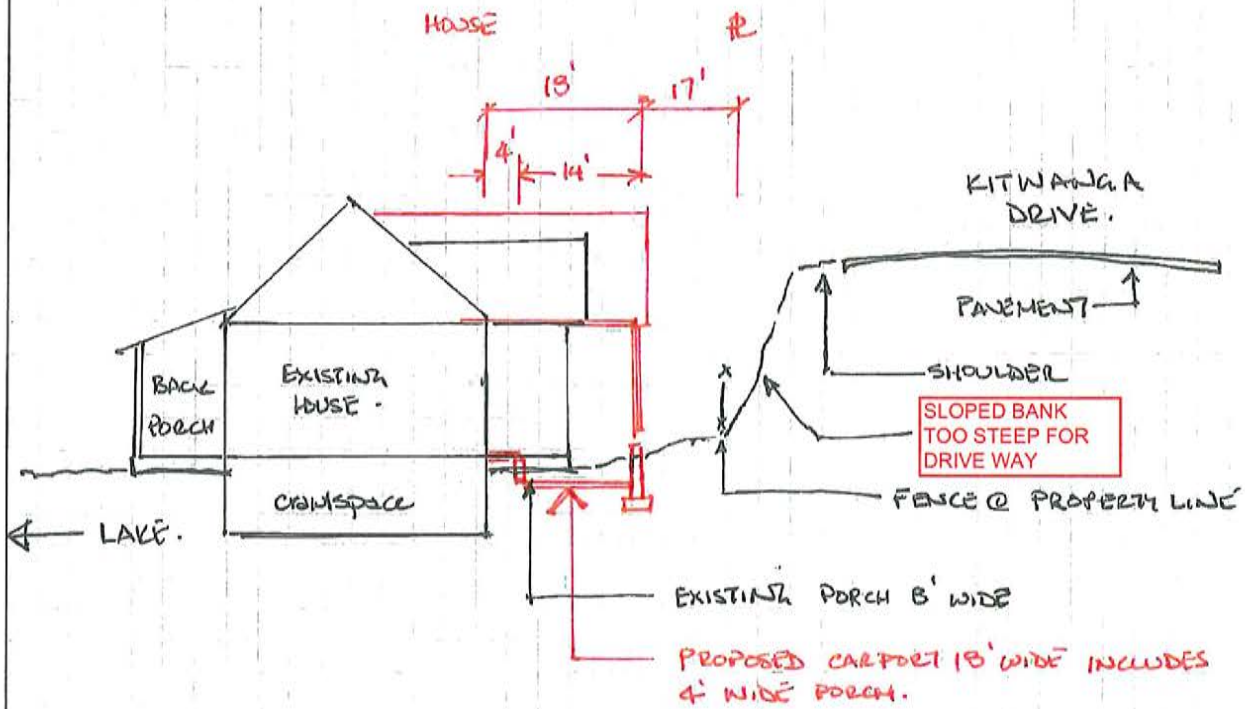 HOUSE
PL
18'
17'
4'
14'
KITWANGA
DRIVE.
PAVEMENT
SHOULDER
BACK
PORCH
EXISTING
HOUSE.
x
SLOPED BANK
TOO STEEP FOR
DRIVE WAY
FENCE @ PROPERTY LINE
CRAWLSPACE
LAKE.
EXISTING PORCH 8' WIDE
PROPOSED CARPORT 18' WIDE INCLUDES
4' WIDE PORCH.